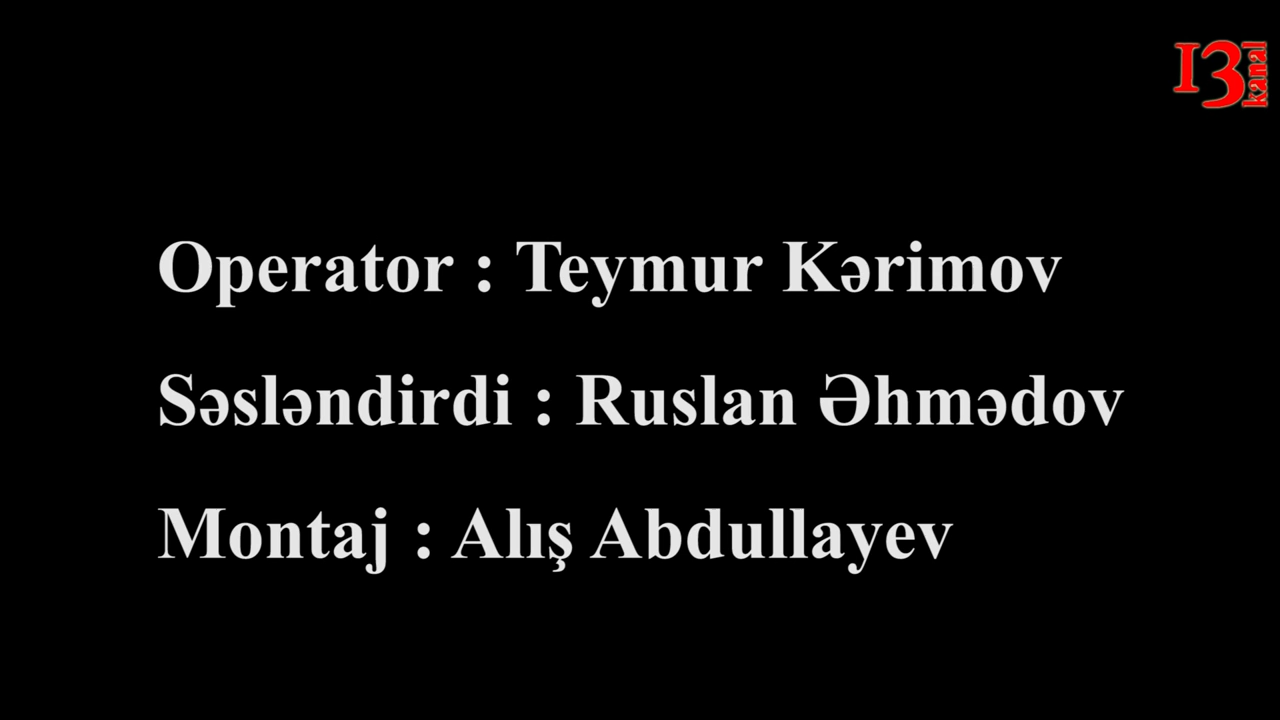 13 kanal
Operator : Teymur Kərimov
Səsləndirdi : Ruslan Əhmədov
Montaj : Alış Abdullayev